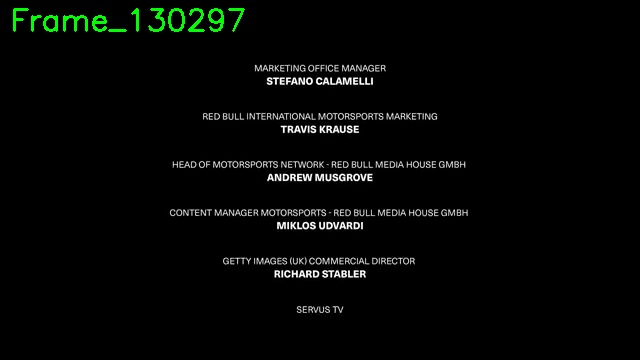 Frame_130297
MARKETING OFFICE MANAGER
STEFANO CALAMELLI
RED BULL INTERNATIONAL MOTORSPORTS MARKETING
TRAVIS KRAUSE
HEAD OF MOTORSPORTS NETWORK - RED BULL MEDIA HOUSE GMBH
ANDREW MUSGROVE
CONTENT MANAGER MOTORSPORTS - RED BULL MEDIA HOUSE GMBH
MIKLOS UDVARDI
GETTY IMAGES (UK) COMMERCIAL DIRECTOR
RICHARD STABLER
SERVUS TV